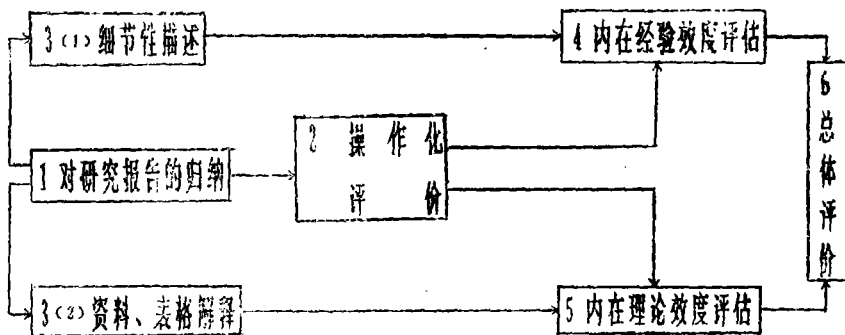 3(1)细节性描述
4 内在经验效度评估
6
总
体
评
价
2 操作化
评价
1 对研究报告的归纳
3(2)资料、表格解释
5 内在理论效度评估